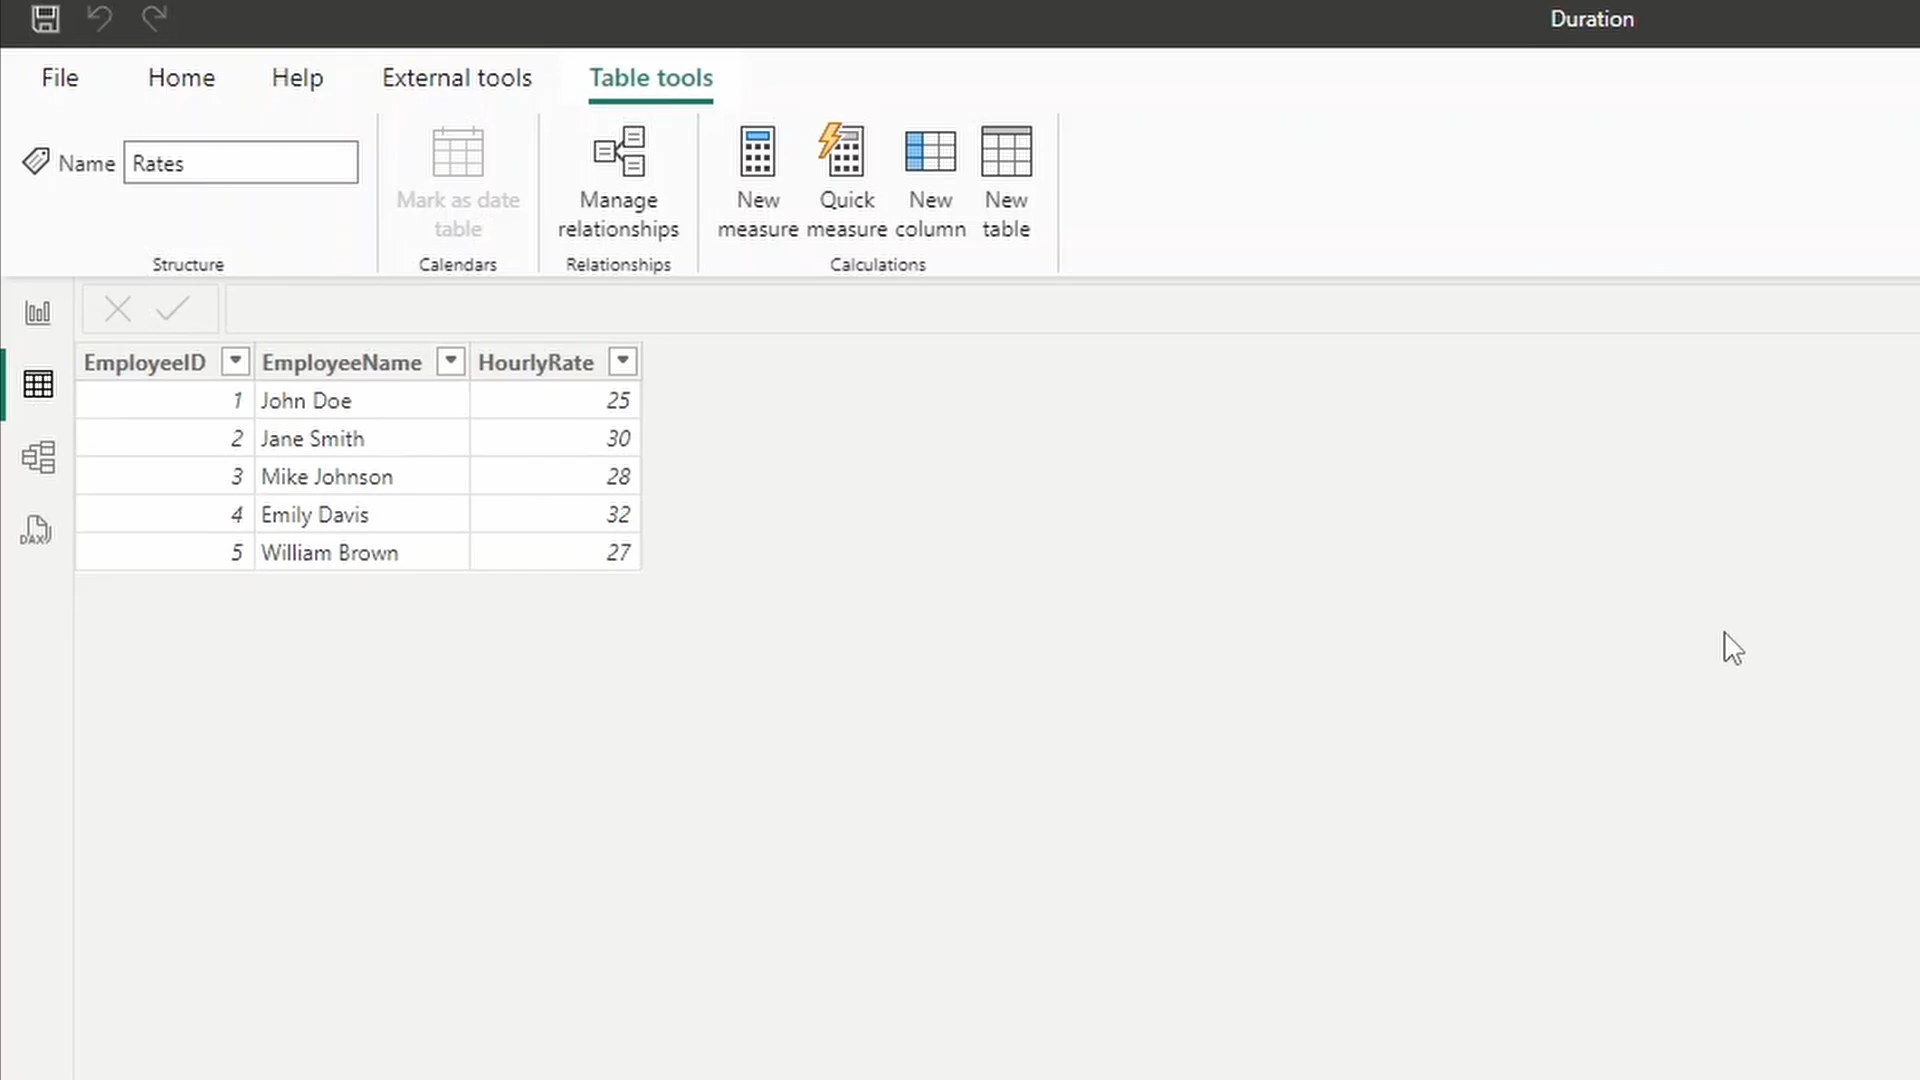 Duration
File Home Help External tools Table tools
Name Rates
Mark as date table
Manage relationships
New measure
Quick measure
New column
New table
Structure Calendars Relationships Calculations
EmployeeID EmployeeName HourlyRate
1 John Doe 25
2 Jane Smith 30
3 Mike Johnson 28
4 Emily Davis 32
5 William Brown 27
DAX